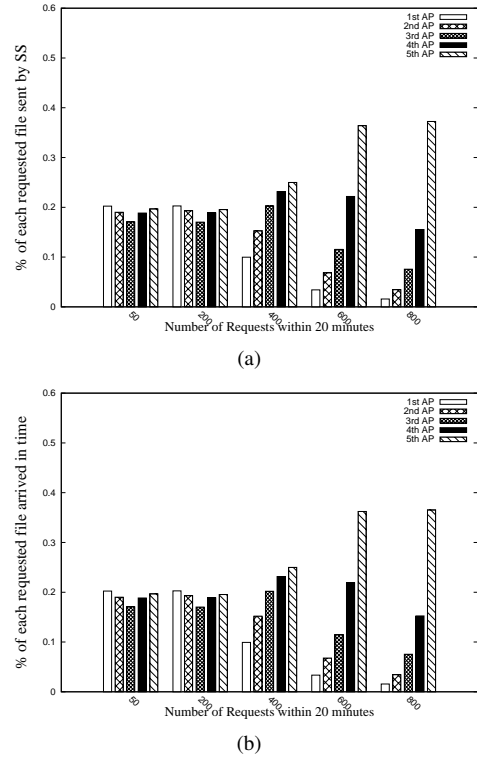 0.6
0.5
0.4
0.3
0.2
0.1
0
% of each requested file sent by SS
1st AP
2nd AP
3rd AP
4th AP
5th AP
50
200
400
600
800
Number of Requests within 20 minutes
(a)
0.6
0.5
0.4
0.3
0.2
0.1
0
% of each requested file arrived in time
1st AP
2nd AP
3rd AP
4th AP
5th AP
50
200
400
600
800
Number of Requests within 20 minutes
(b)